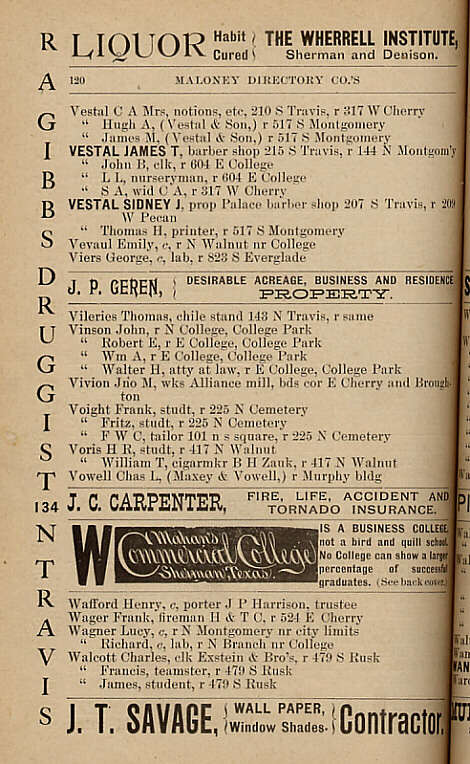 R A GIBBS DRUGGIST 134 N TRAVIS
LIQUOR Habit Cured { THE WHERRELL INSTITUTE,
Sherman and Denison.
120 MALONEY DIRECTORY CO.'S
Vestal C A Mrs, notions, etc, 210 S Travis, r 317 W Cherry
" Hugh A, (Vestal & Son,) r 517 S Montgomery
" James M, (Vestal & Son,) r 517 S Montgomery
VESTAL JAMES T, barber shop 215 S Travis, r 144 N Montgom'y
" John B, clk, r 604 E College
" L L, nurseryman, r 604 E College
" S A, wid C A, r 317 W Cherry
VESTAL SIDNEY J, prop Palace barber shop 207 S Travis, r 209
W Pecan
" Thomas H, printer, r 517 S Montgomery
Vevaul Emily, c, r N Walnut nr College
Viers George, c, lab, r 823 S Everglade
J. P. GEREN, { DESIRABLE ACREAGE, BUSINESS AND RESIDENCE
PROPERTY.
Vileries Thomas, chile stand 143 N Travis, r same
Vinson John, r N College, College Park
" Robert E, r E College, College Park
" Wm A, r E College, College Park
" Walter H, atty at law, r E College, College Park
Vivion Jno M, wks Alliance mill, bds cor E Cherry and Brough-
ton
Voight Frank, studt, r 225 N Cemetery
" Fritz, studt, r 225 N Cemetery
" F W C, tailor 101 n s square, r 225 N Cemetery
Voris H R, studt, r 417 N Walnut
" William T, cigarmkr B H Zauk, r 417 N Walnut
Vowell Chas L, (Maxey & Vowell,) r Murphy bldg
J. C. CARPENTER, FIRE, LIFE, ACCIDENT AND
TORNADO INSURANCE.
W Mahan's
Commercial College
Sherman, Texas.
IS A BUSINESS COLLEGE,
not a bird and quill school.
No College can show a larger
percentage of successful
graduates. (See back cover.)
Wafford Henry, c, porter J P Harrison, trustee
Wager Frank, fireman H & T C, r 524 E Cherry
Wagner Lucy, c, r N Montgomery nr city limits
" Richard, c, lab, r N Branch nr College
Walcott Charles, clk Exstein & Bro's, r 479 S Rusk
" Francis, teamster, r 479 S Rusk
" James, student, r 479 S Rusk
J. T. SAVAGE, { WALL PAPER, Window Shades. } Contractor,